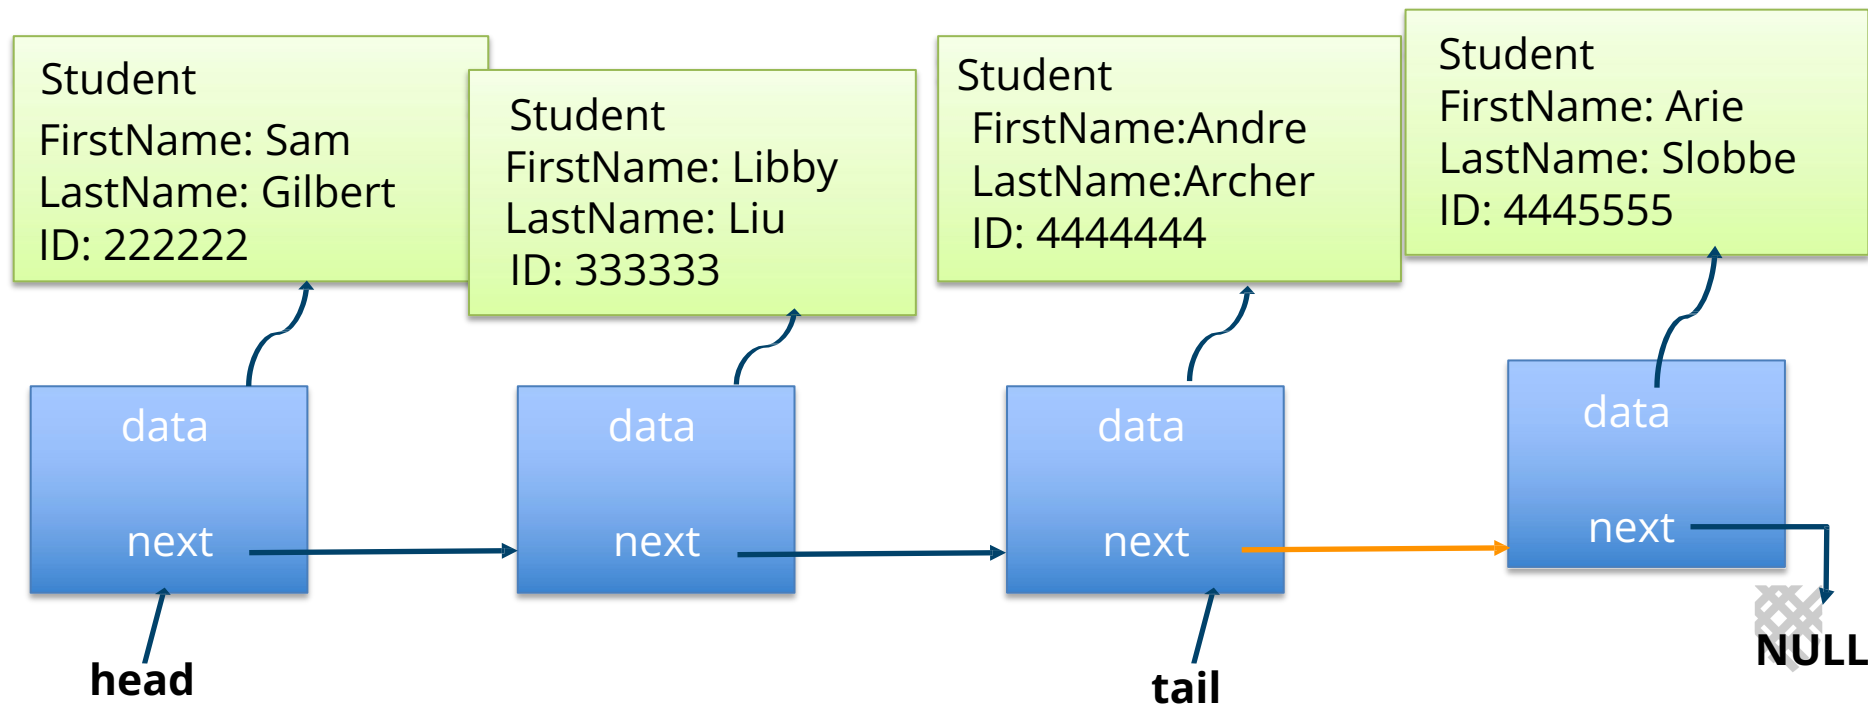 Student
FirstName: Sam
LastName: Gilbert
ID: 222222
Student
FirstName: Libby
LastName: Liu
ID: 333333
Student
FirstName:Andre
LastName:Archer
ID: 4444444
Student
FirstName: Arie
LastName: Slobbe
ID: 4445555
data
next
data
next
data
next
data
next
head
tail
NULL